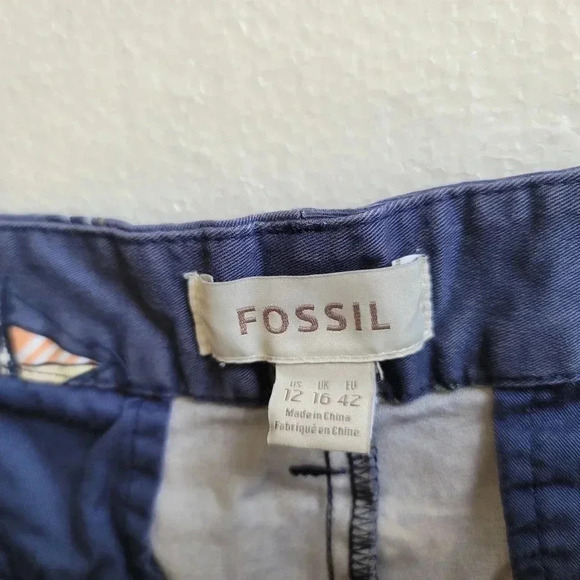 FOSSIL
US UK EU
12 16 42
Made in China
Fabriqué en Chine